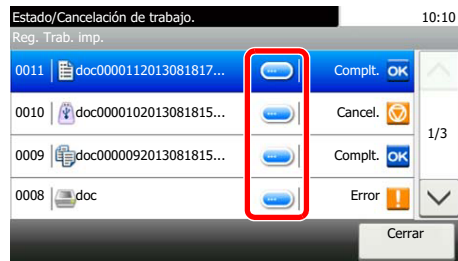 Estado/Cancelación de trabajo. 10:10
Reg. Trab. imp.
0011 doc0000112013081817... ... Complt. OK
0010 doc0000102013081815... ... Cancel.
0009 doc0000092013081815... ... Complt. OK
1/3
0008 doc ... Error !
Cerrar